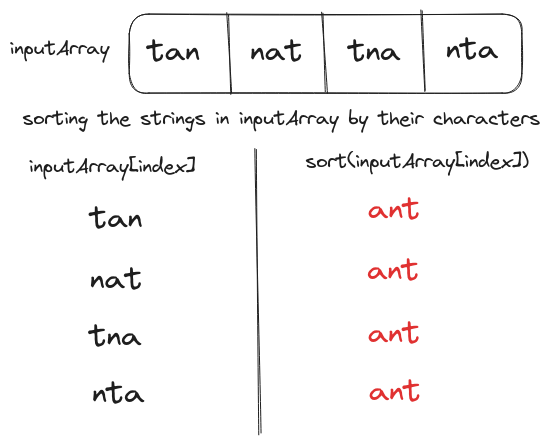 inputArray tan nat tna nta
sorting the strings in inputArray by their characters
inputArray[index] sort(inputArray[index])
tan ant
nat ant
tna ant
nta ant